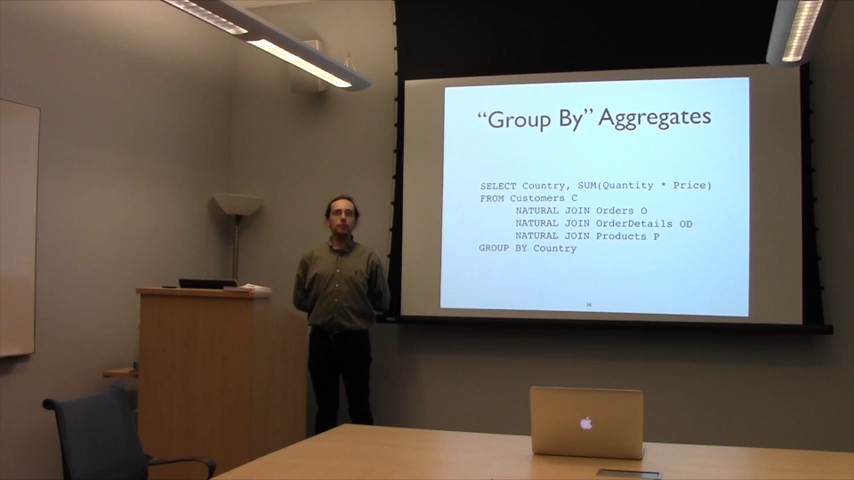 “Group By” Aggregates
SELECT Country, SUM(Quantity * Price)
FROM Customers C
NATURAL JOIN Orders O
NATURAL JOIN OrderDetails OD
NATURAL JOIN Products P
GROUP BY Country
16